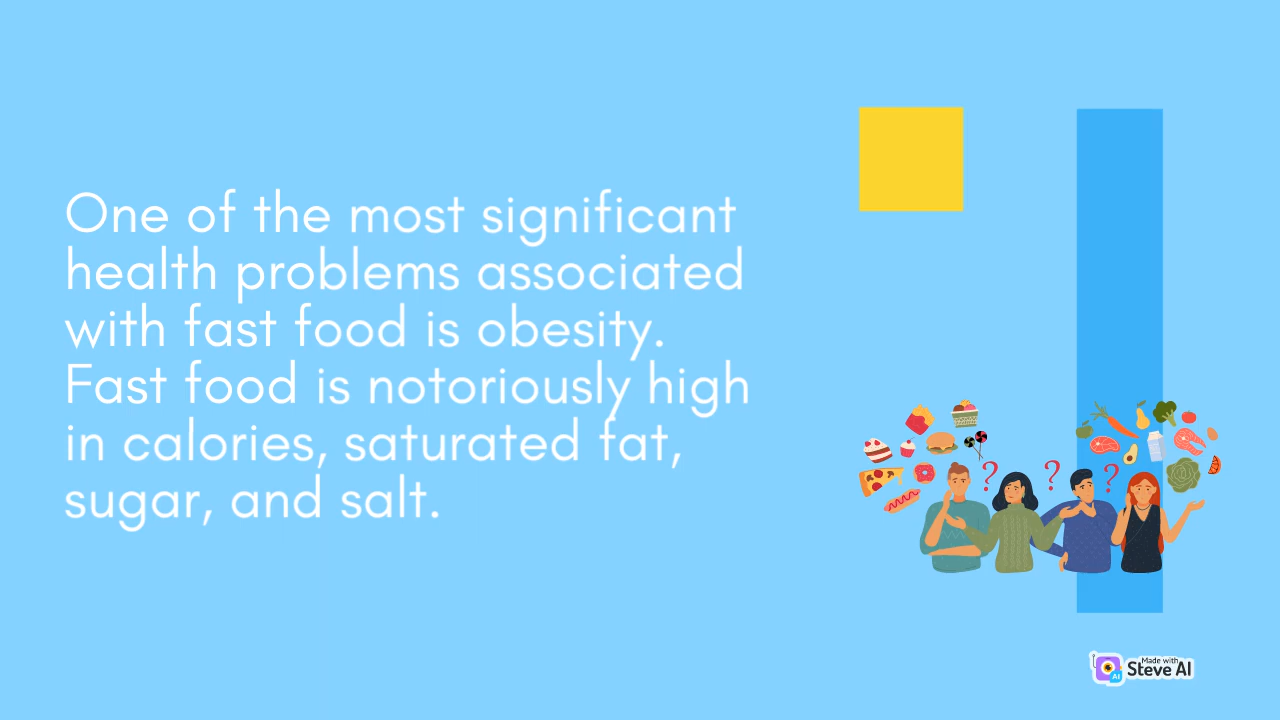 One of the most significant
health problems associated
with fast food is obesity.
Fast food is notoriously high
in calories, saturated fat,
sugar, and salt.
? ? ?
Made with
Steve AI
AI